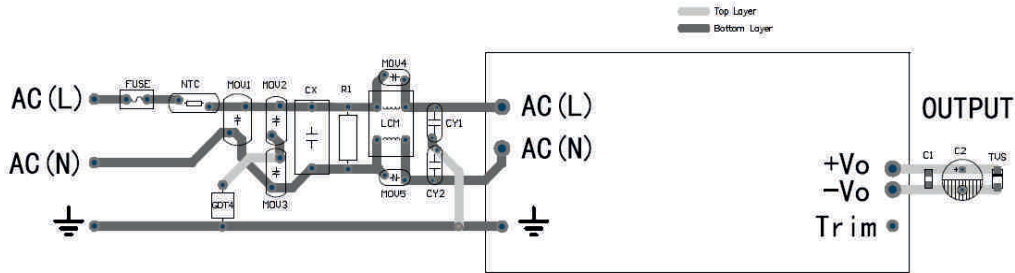 Top Layer
Bottom Layer
MOV4
FUSE NTC MOV1 MOV2 CX R1
AC(L) AC(L)
LCM CY1
OUTPUT
AC(N) AC(N)
C1 C2 TVS
+Vo
MOV3 MOV5 CY2
-Vo
GDT4
Trim